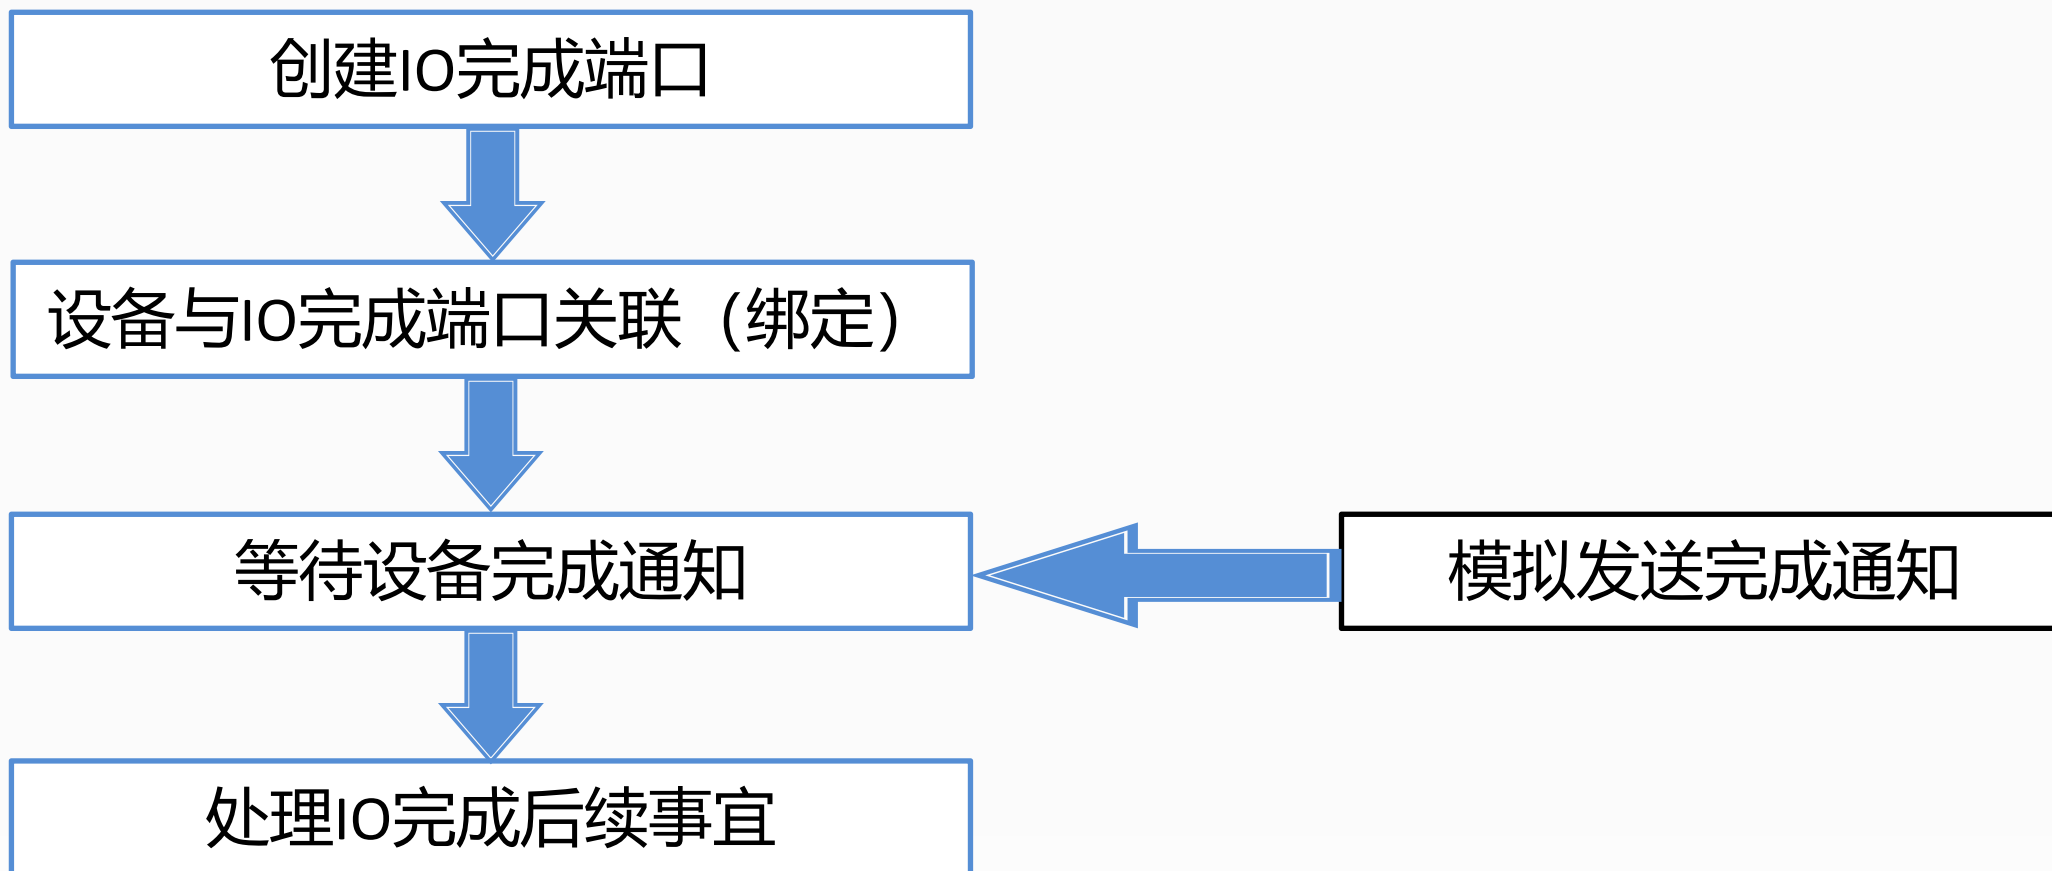 创建IO完成端口
设备与IO完成端口关联（绑定）
等待设备完成通知
模拟发送完成通知
处理IO完成后续事宜